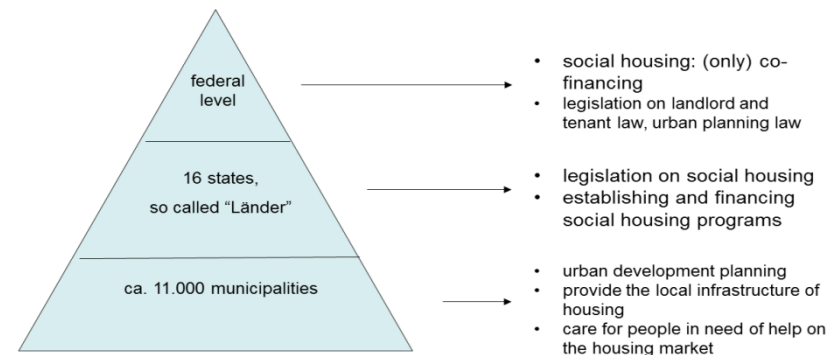 federal
level
• social housing: (only) co-
financing
• legislation on landlord and
tenant law, urban planning law
16 states,
so called “Länder”
• legislation on social housing
• establishing and financing
social housing programs
ca. 11.000 municipalities
• urban development planning
• provide the local infrastructure of
housing
• care for people in need of help on
the housing market